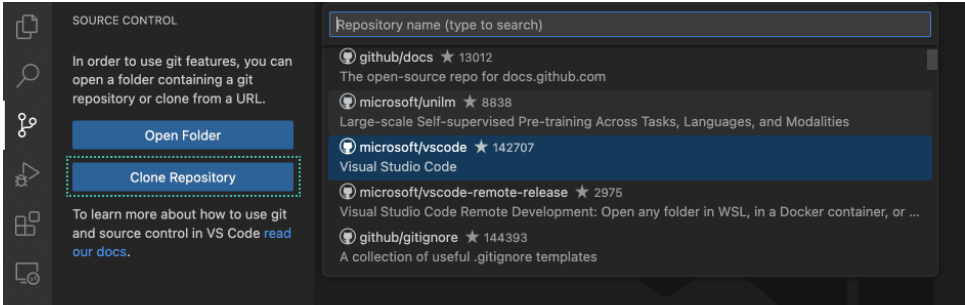 SOURCE CONTROL
In order to use git features, you can
open a folder containing a git
repository or clone from a URL.
Open Folder
Clone Repository
To learn more about how to use git
and source control in VS Code read
our docs.
Repository name (type to search)
github/docs ★ 13012
The open-source repo for docs.github.com
microsoft/unilm ★ 8838
Large-scale Self-supervised Pre-training Across Tasks, Languages, and Modalities
microsoft/vscode ★ 142707
Visual Studio Code
microsoft/vscode-remote-release ★ 2975
Visual Studio Code Remote Development: Open any folder in WSL, in a Docker container, or ...
github/gitignore ★ 144393
A collection of useful .gitignore templates